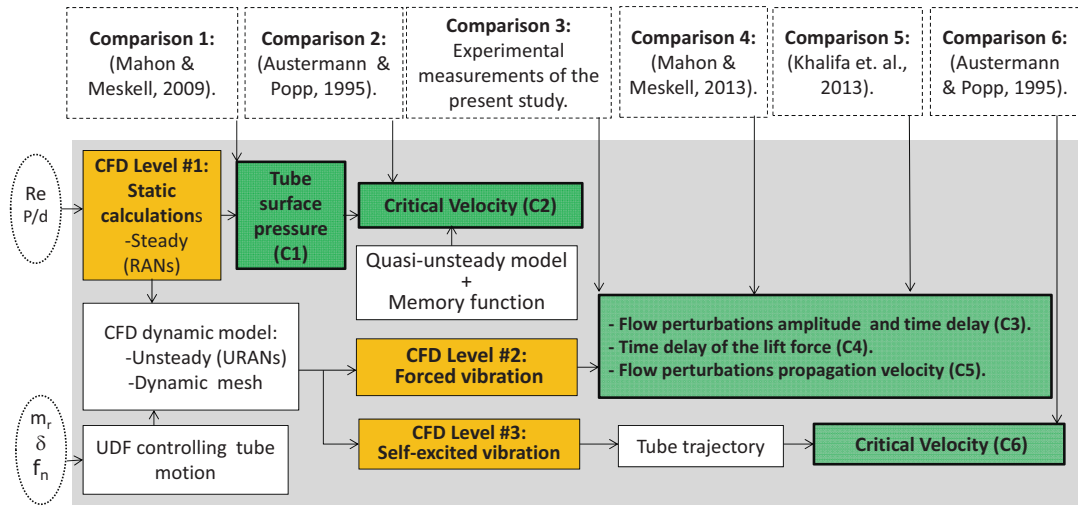 Comparison 1:
(Mahon &
Meskell, 2009).
Comparison 2:
(Austermann &
Popp, 1995).
Comparison 3:
Experimental
measurements of the
present study.
Comparison 4:
(Mahon &
Meskell, 2013).
Comparison 5:
(Khalifa et. al.,
2013).
Comparison 6:
(Austermann
& Popp, 1995).
Re
P/d
CFD Level #1:
Static
calculations
-Steady
(RANs)
Tube
surface
pressure
(C1)
Critical Velocity (C2)
Quasi-unsteady model
+
Memory function
CFD dynamic model:
-Unsteady (URANs)
-Dynamic mesh
CFD Level #2:
Forced vibration
- Flow perturbations amplitude and time delay (C3).
- Time delay of the lift force (C4).
- Flow perturbations propagation velocity (C5).
mr
δ
fn
UDF controlling tube
motion
CFD Level #3:
Self-excited vibration
Tube trajectory
Critical Velocity (C6)